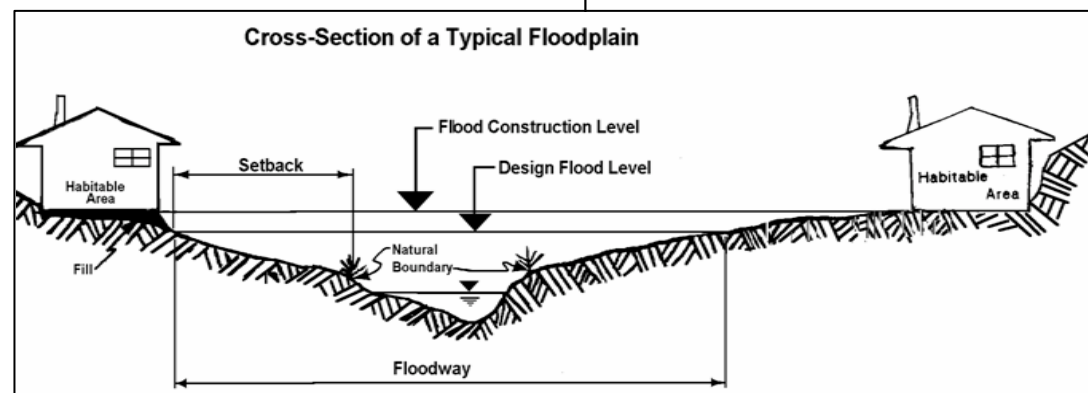 Cross-Section of a Typical Floodplain
Flood Construction Level
Setback
Design Flood Level
Habitable
Area
Habitable
Area
Natural
Boundary
Fill
Floodway